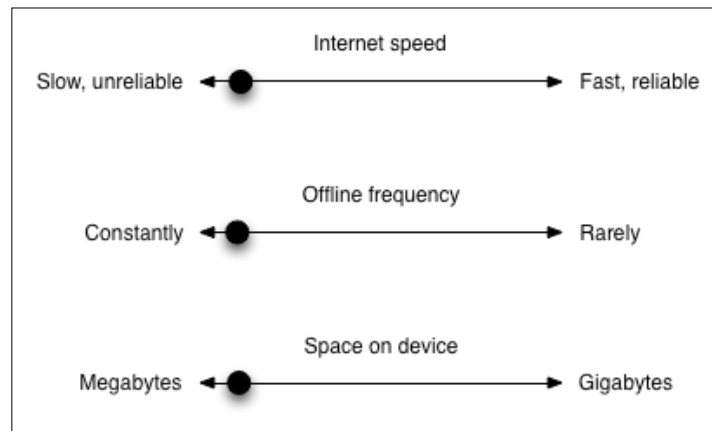 Internet speed
Slow, unreliable
Fast, reliable
Offline frequency
Constantly
Rarely
Space on device
Megabytes
Gigabytes